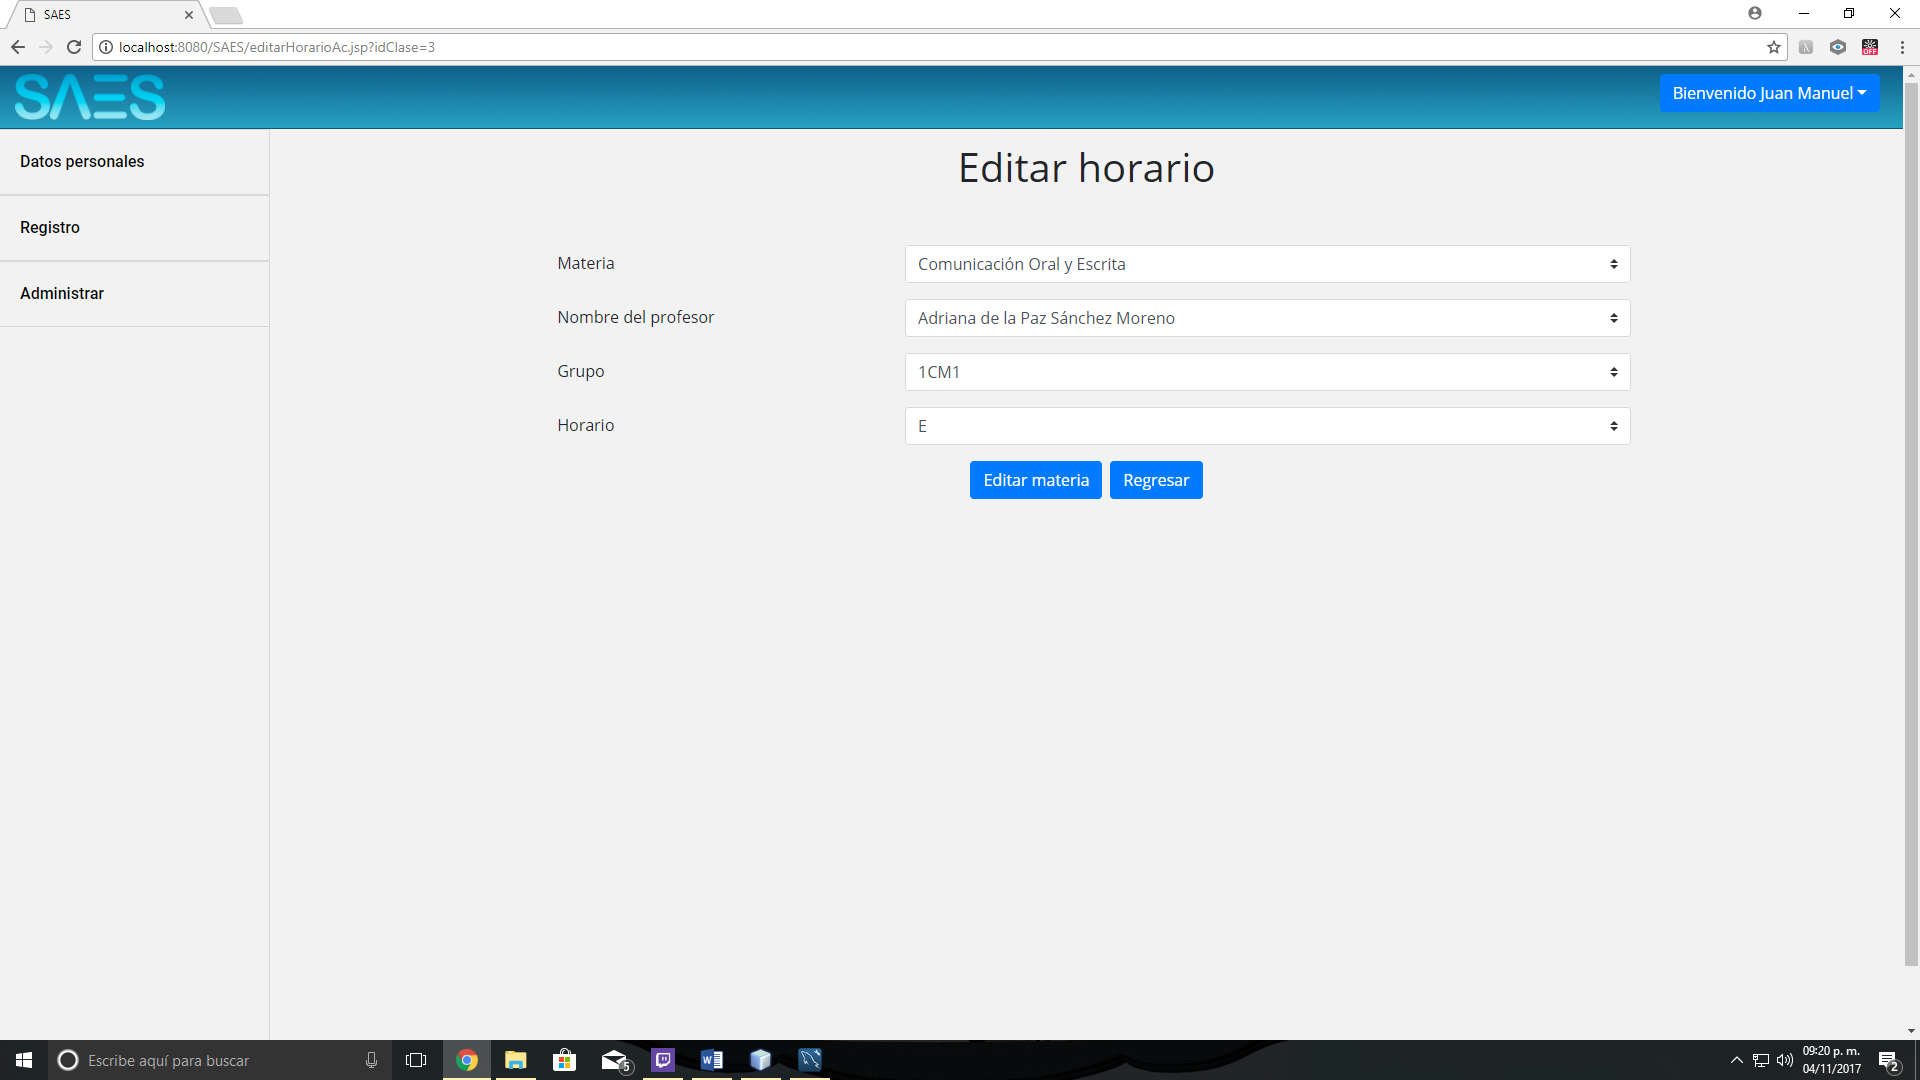 SAES
localhost:8080/SAES/editarHorarioAc.jsp?idClase=3
OFF
SAES
Bienvenido Juan Manuel
Datos personales
Registro
Administrar
Editar horario
Materia
Comunicación Oral y Escrita
Nombre del profesor
Adriana de la Paz Sánchez Moreno
Grupo
1CM1
Horario
E
Editar materia
Regresar
Escribe aquí para buscar
5
W
09:20 p. m.
04/11/2017
2